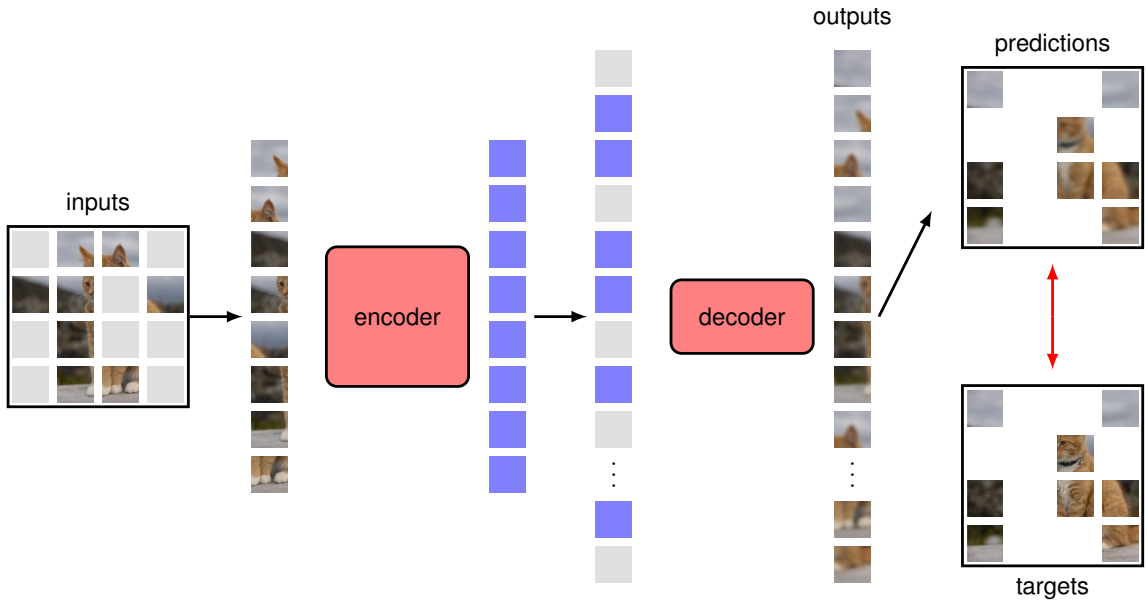 outputs
predictions
inputs
encoder
decoder
targets